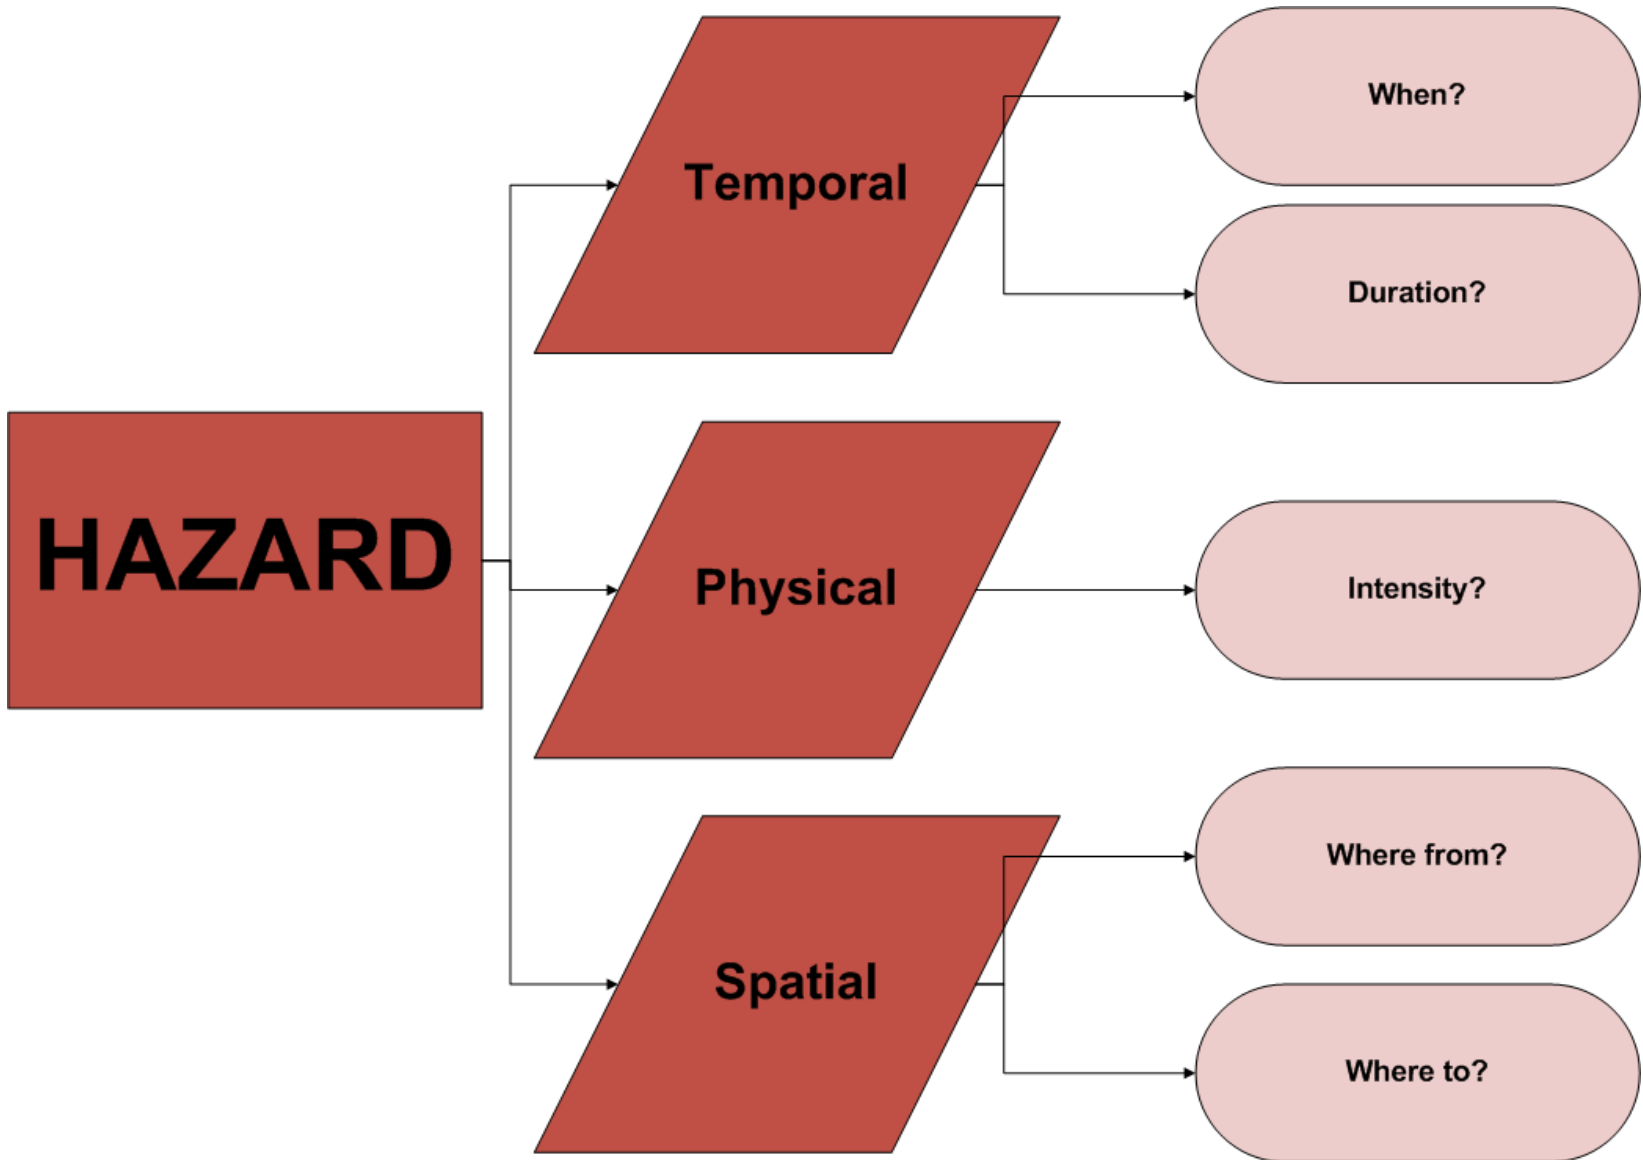 HAZARD
Temporal
When?
Duration?
Physical
Intensity?
Spatial
Where from?
Where to?